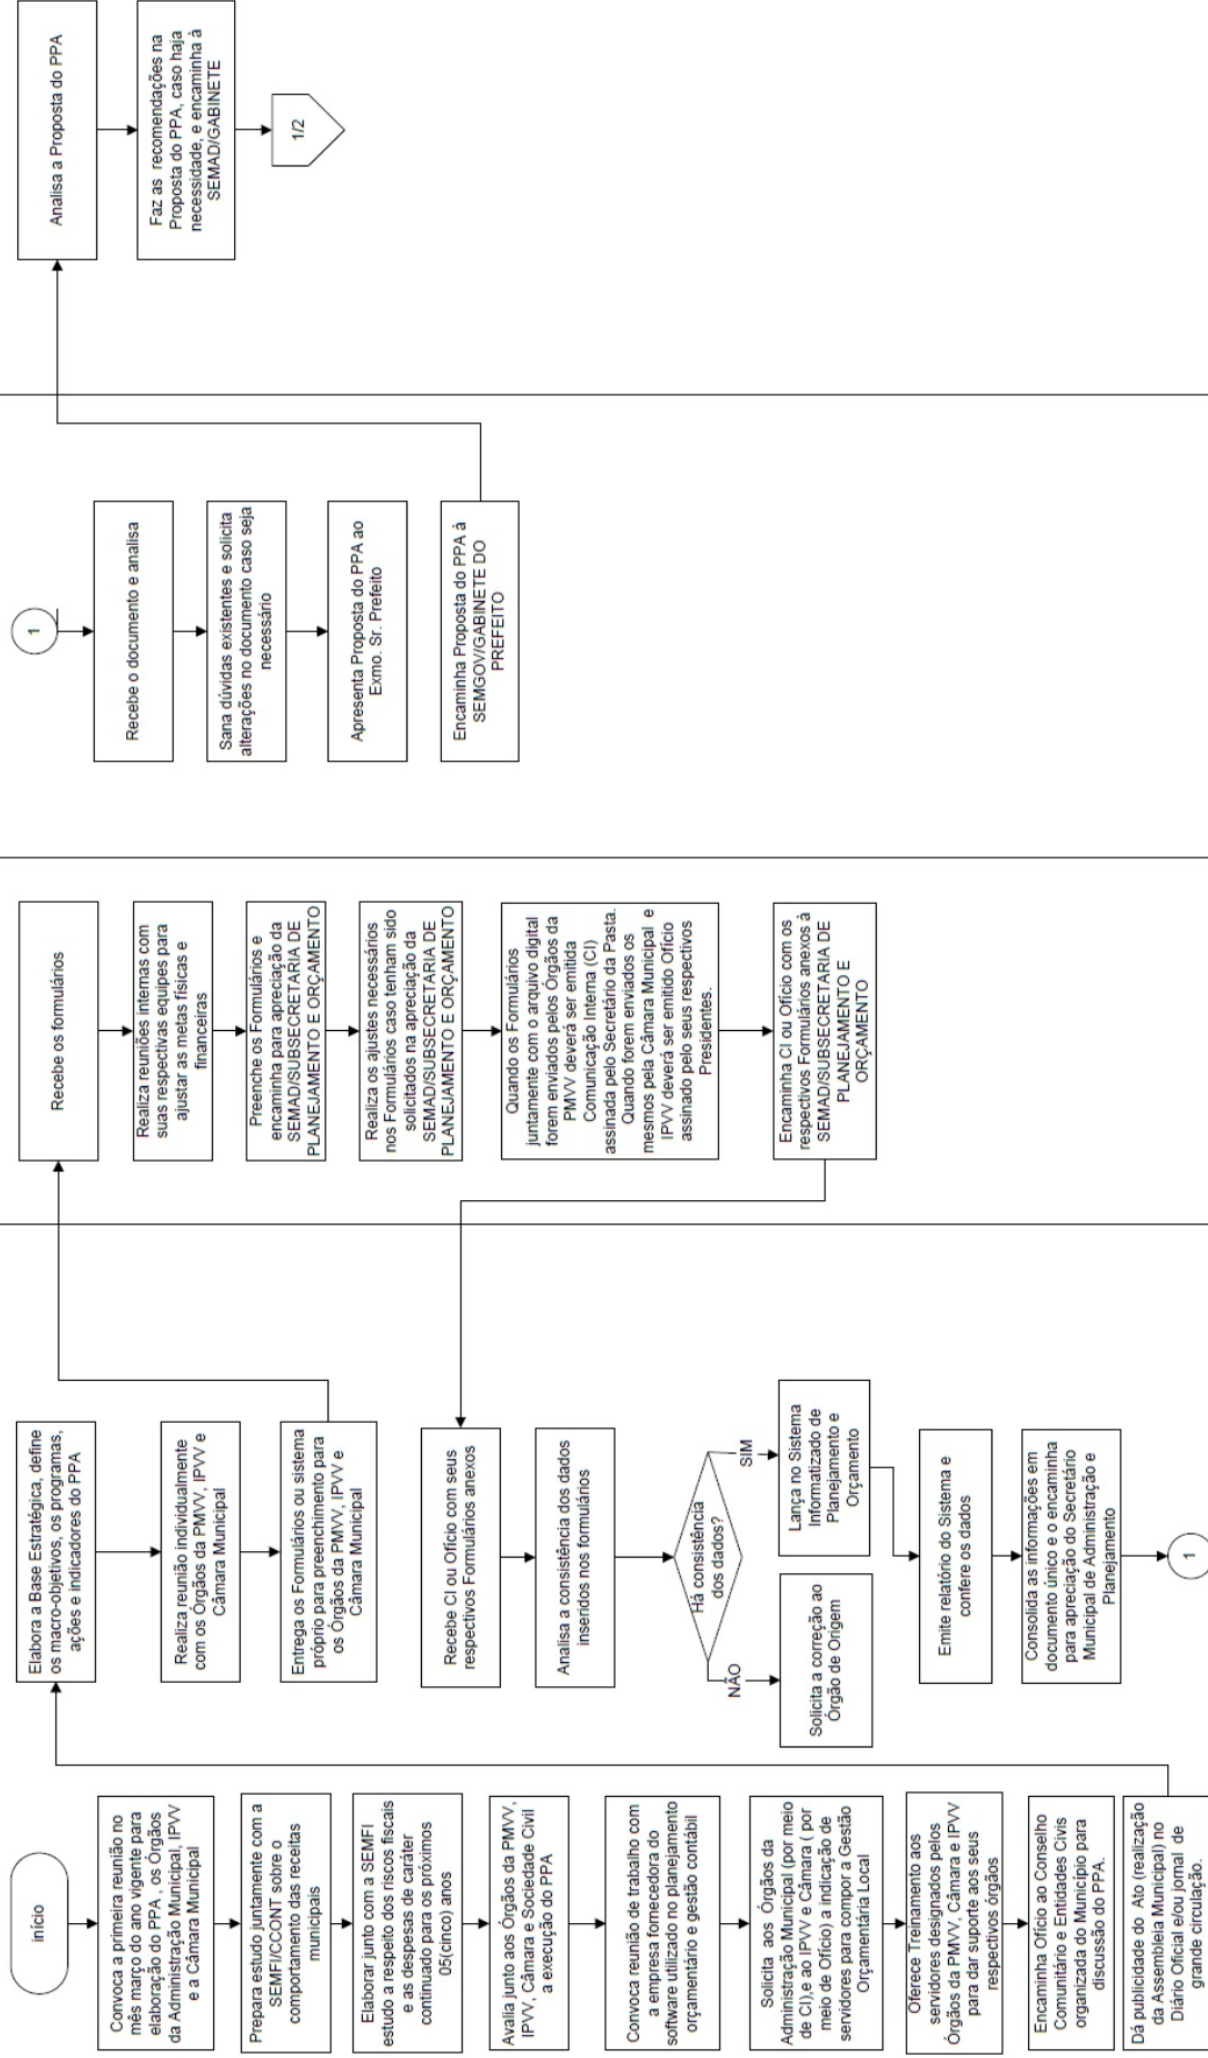 início
Convoca a primeira reunião no
mês março do ano vigente para
elaboração do PPA , os Órgãos
da Administração Municipal, IPVV
e a Câmara Municipal
Prepara estudo juntamente com a
SEMFI/CCONT sobre o
comportamento das receitas
municipais
Elaborar junto com a SEMFI
estudo a respeito dos riscos fiscais
e as despesas de caráter
continuado para os próximos
05(cinco) anos
Avalia junto aos Órgãos da PMVV,
IPVV, Câmara e Sociedade Civil
a execução do PPA
Convoca reunião de trabalho com
a empresa fornecedora do
software utilizado no planejamento
orçamentário e gestão contábil
Solicita aos Órgãos da
Administração Municipal (por meio
de CI),e ao IPVV e Câmara ( por
meio de Ofício) a indicação de
servidores para compor a Gestão
Orçamentária Local
Oferece Treinamento aos
servidores designados pelos
Órgãos da PMVV, Câmara e IPVV
para dar suporte aos seus
respectivos órgãos
Encaminha Ofício ao Conselho
Comunitário e Entidades Civis
organizada do Município para
discussão do PPA.
Dá publicidade do Ato (realização
da Assembleia Municipal) no
Diário Oficial e/ou jornal de
grande circulação.
Elabora a Base Estratégica, define
os macro-objetivos, os programas,
ações e indicadores do PPA
Realiza reunião individualmente
com os Órgãos da PMVV, IPVV e
Câmara Municipal
Entrega os Formulários ou sistema
próprio para preenchimento para
os Órgãos da PMVV, IPVV e
Câmara Municipal
Recebe CI ou Ofício com seus
respectivos Formulários anexos
Analisa a consistência dos dados
inseridos nos formulários
Há consistência
dos dados?
NÃO
SIM
Solicita a correção ao
Órgão de Origem
Lança no Sistema
Informatizado de
Planejamento e
Orçamento
Emite relatório do Sistema e
confere os dados
Consolida as informações em
documento único e o encaminha
para apreciação do Secretário
Municipal de Administração e
Planejamento
1
Recebe os formulários
Realiza reuniões internas com
suas respectivas equipes para
ajustar as metas físicas e
financeiras
Preenche os Formulários e
encaminha para apreciação da
SEMAD/SUBSECRETARIA DE
PLANEJAMENTO E ORÇAMENTO
Realiza os ajustes necessários
nos Formulários caso tenham sido
solicitados na apreciação da
SEMAD/SUBSECRETARIA DE
PLANEJAMENTO E ORÇAMENTO
Quando os Formulários
juntamente com o arquivo digital
forem enviados pelos Órgãos da
PMVV deverá ser emitida
Comunicação Interna (CI)
assinada pelo Secretário da Pasta.
Quando forem enviados os
mesmos pela Câmara Municipal e
IPVV deverá ser emitido Ofício
assinado pelo seus respectivos
Presidentes.
Encaminha CI ou Ofício com os
respectivos Formulários anexos à
SEMAD/SUBSECRETARIA DE
PLANEJAMENTO E
ORÇAMENTO
1
Recebe o documento e analisa
Sana dúvidas existentes e solicita
alterações no documento caso seja
necessário
Apresenta Proposta do PPA ao
Exmo. Sr. Prefeito
Encaminha Proposta do PPA à
SEMGOV/GABINETE DO
PREFEITO
Analisa a Proposta do PPA
Faz as  recomendações na
Proposta do PPA, caso haja
necessidade, e encaminha à
SEMAD/GABINETE
1/2